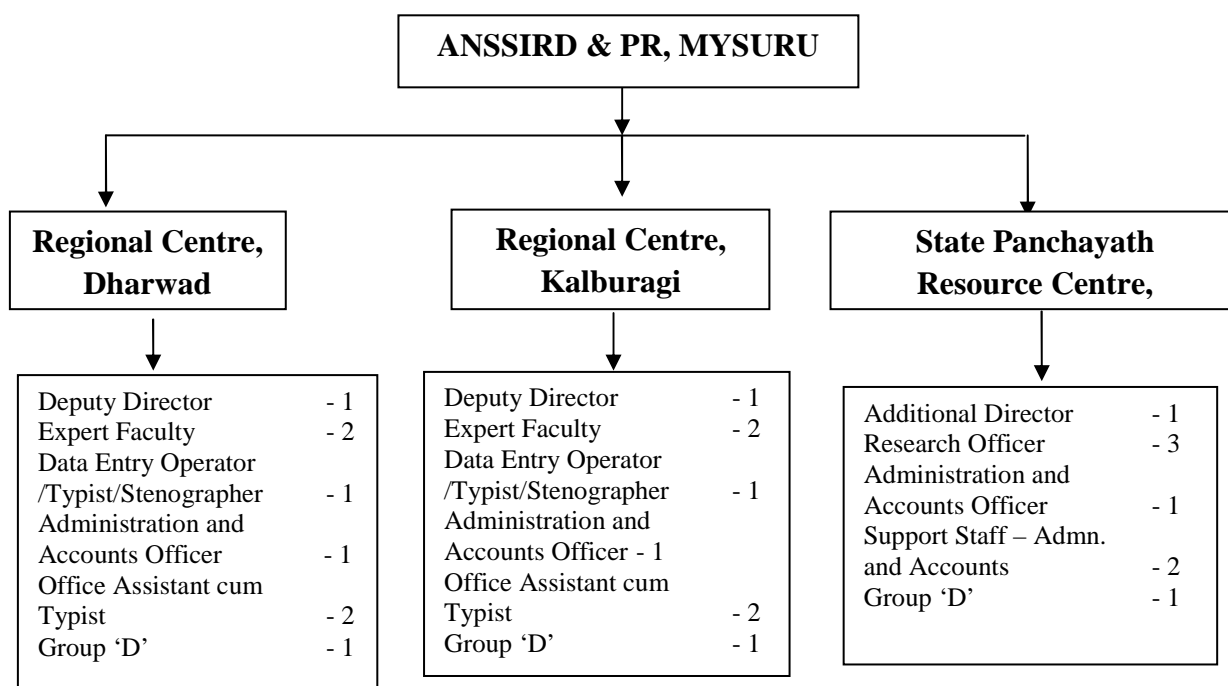 ANSSIRD & PR, MYSURU
Regional Centre,
Dharwad
Regional Centre,
Kalburagi
State Panchayath
Resource Centre,
Deputy Director - 1
Expert Faculty - 2
Data Entry Operator
/Typist/Stenographer - 1
Administration and
Accounts Officer - 1
Office Assistant cum
Typist - 2
Group ‘D’ - 1
Deputy Director - 1
Expert Faculty - 2
Data Entry Operator
/Typist/Stenographer - 1
Administration and
Accounts Officer - 1
Office Assistant cum
Typist - 2
Group ‘D’ - 1
Additional Director - 1
Research Officer - 3
Administration and
Accounts Officer - 1
Support Staff – Admn.
and Accounts - 2
Group ‘D’ - 1